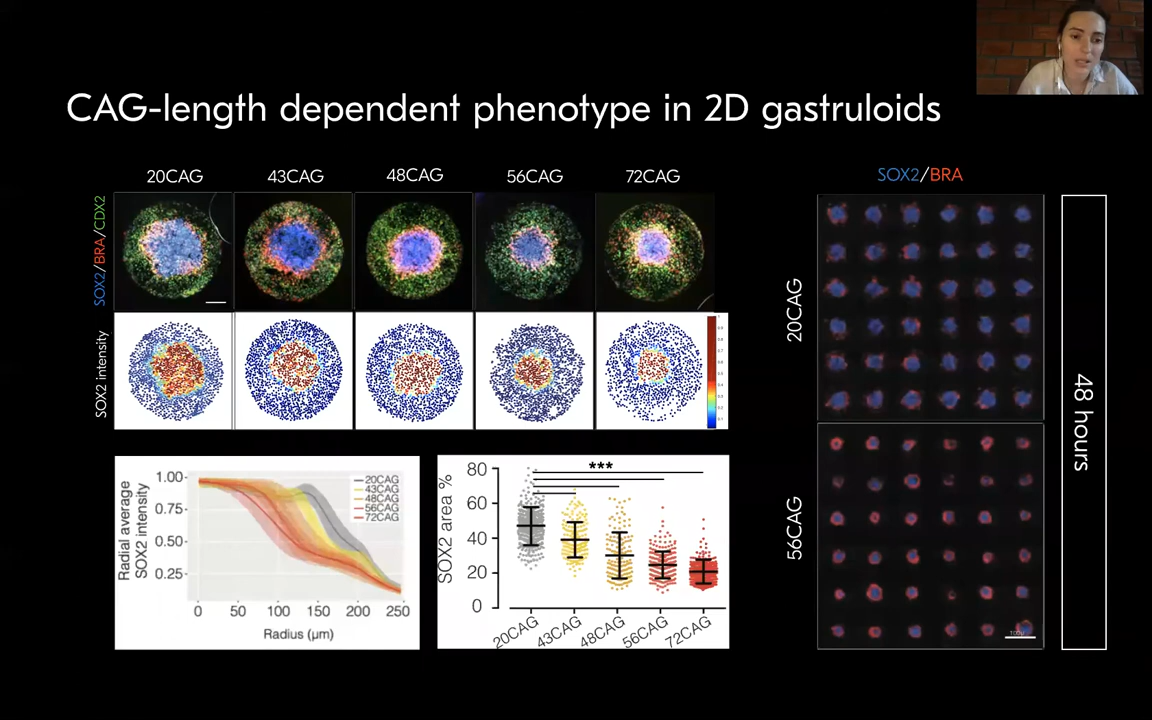 CAG-length dependent phenotype in 2D gastruloids
20CAG
43CAG
48CAG
56CAG
72CAG
SOX2/BRA/CDX2
SOX2 intensity
1.00
0.75
0.50
0.25
Radial average
SOX2 intensity
20CAG
43CAG
48CAG
56CAG
72CAG
0 50 100 150 200 250
Radius (µm)
SOX2 area %
80
60
40
20
0
***
20CAG
43CAG
48CAG
56CAG
72CAG
SOX2/BRA
20CAG
56CAG
48 hours